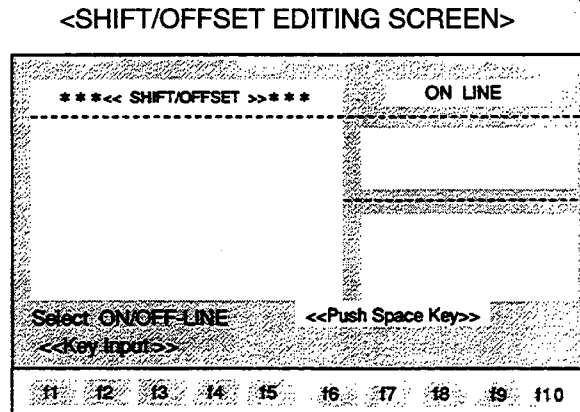 <SHIFT/OFFSET EDITING SCREEN>
***<< SHIFT/OFFSET >>***
ON LINE
Select ON/OFF-LINE
<<Push Space Key>>
<<Key Input>>
f1 f2 f3 f4 f5 f6 f7 f8 f9 f10